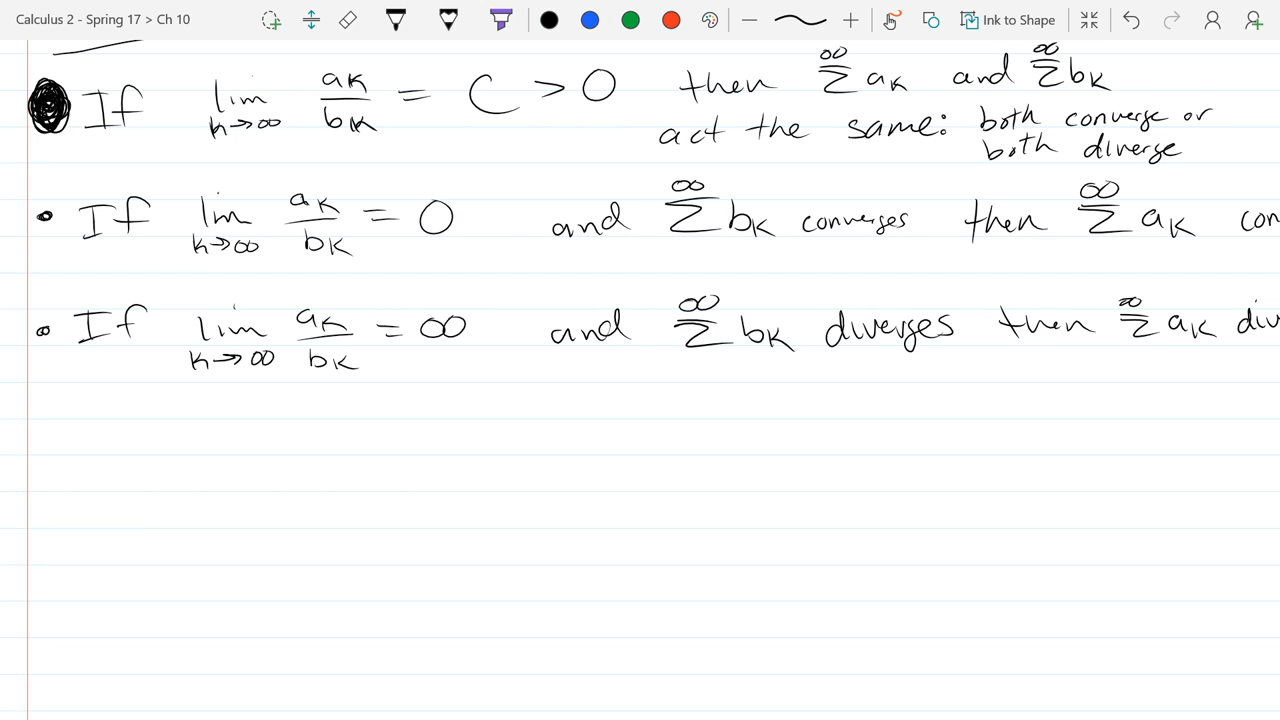 Calculus 2 - Spring 17 > Ch 10 Ink to Shape
If lim k→∞ aK/bK = C > 0 then ∞ Σ aK and ∞ Σ bK
act the same: both converge or
both diverge
• If lim k→∞ aK/bK = 0 and ∞ Σ bK converges then ∞ Σ aK con
• If lim k→∞ aK/bK = ∞ and ∞ Σ bK diverges then ∞ Σ aK div